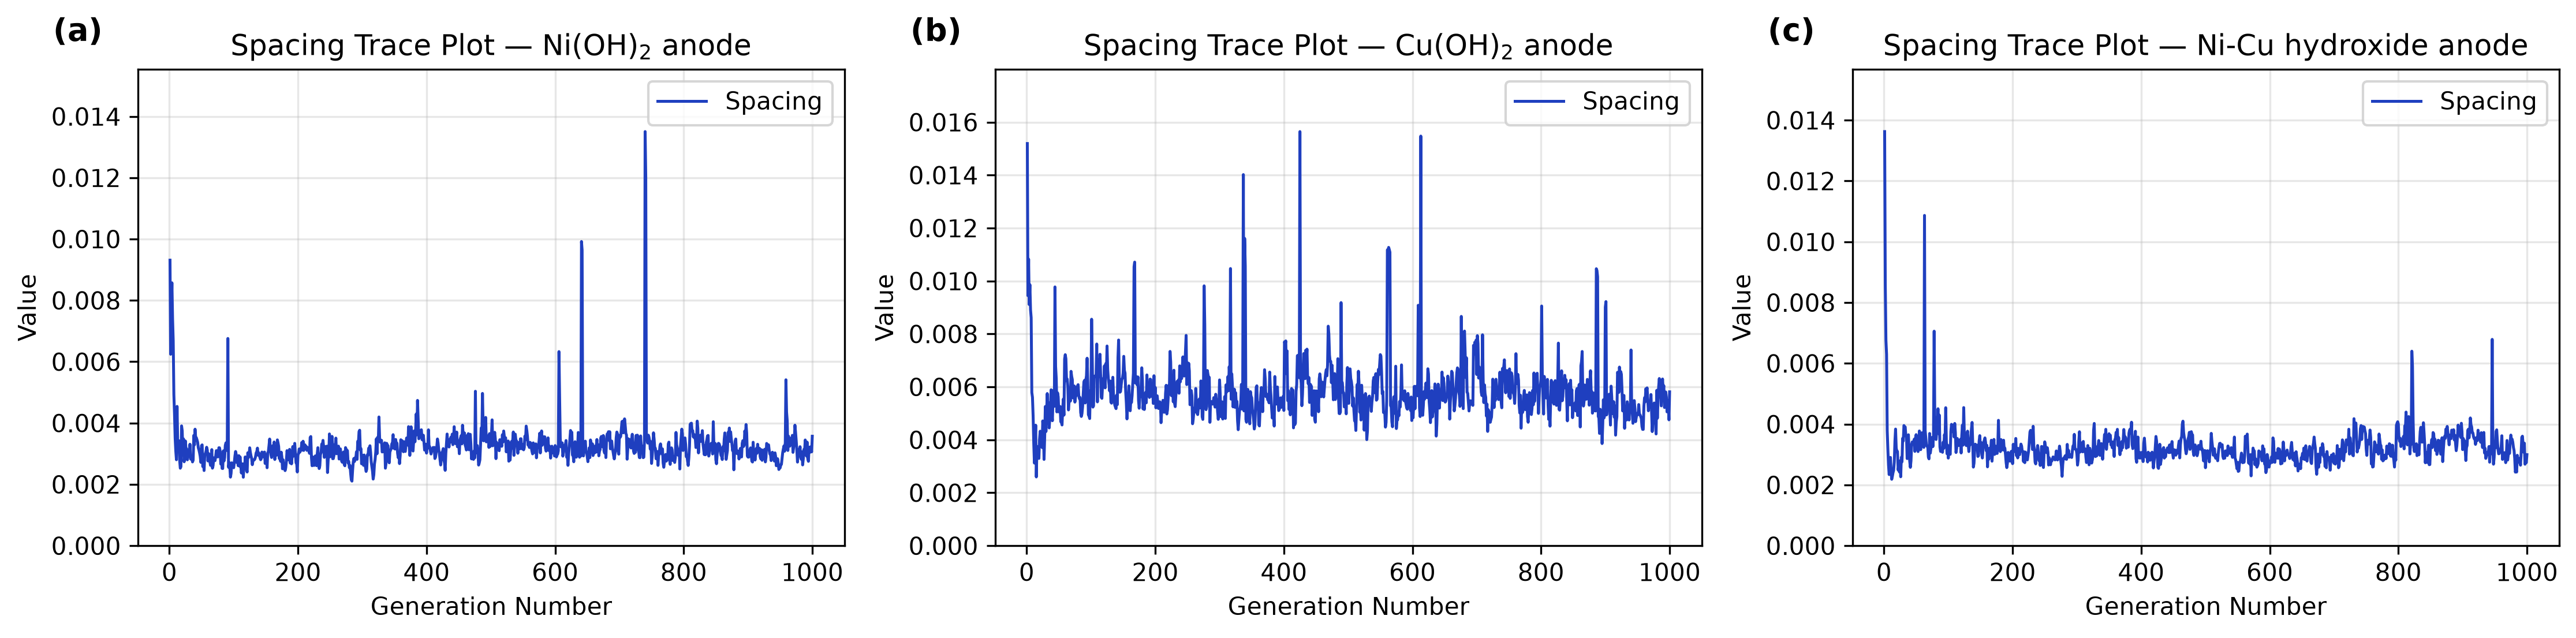 (a)
Spacing Trace Plot — Ni(OH)₂ anode
Spacing
0.014
0.012
0.010
0.008
0.006
0.004
0.002
0.000
Value
0 200 400 600 800 1000
Generation Number
(b)
Spacing Trace Plot — Cu(OH)₂ anode
Spacing
0.016
0.014
0.012
0.010
0.008
0.006
0.004
0.002
0.000
Value
0 200 400 600 800 1000
Generation Number
(c)
Spacing Trace Plot — Ni-Cu hydroxide anode
Spacing
0.014
0.012
0.010
0.008
0.006
0.004
0.002
0.000
Value
0 200 400 600 800 1000
Generation Number